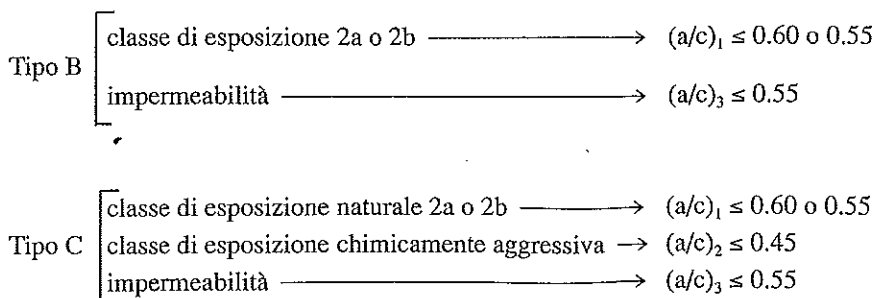 classe di esposizione 2a o 2b → (a/c)₁ ≤ 0.60 o 0.55
Tipo B
impermeabilità → (a/c)₃ ≤ 0.55
classe di esposizione naturale 2a o 2b → (a/c)₁ ≤ 0.60 o 0.55
Tipo C classe di esposizione chimicamente aggressiva → (a/c)₂ ≤ 0.45
impermeabilità → (a/c)₃ ≤ 0.55